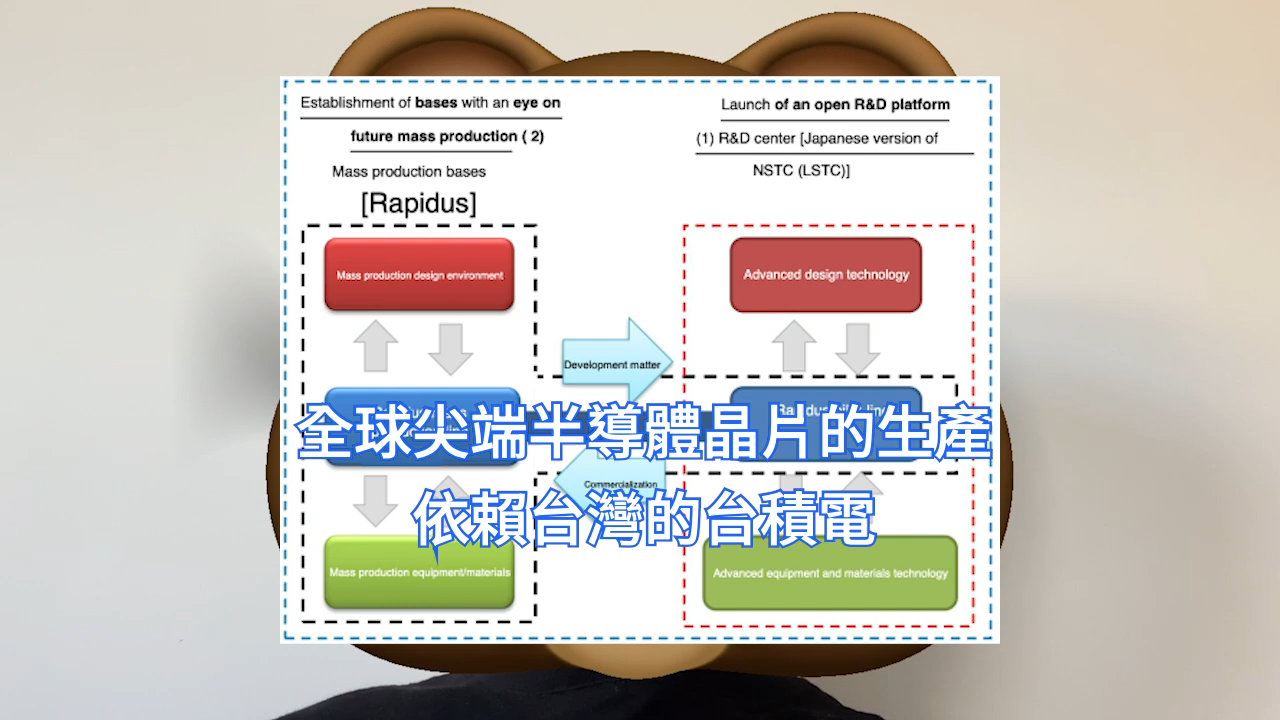 Establishment of bases with an eye on
future mass production ( 2)
Mass production bases
[Rapidus]
Launch of an open R&D platform
(1) R&D center [Japanese version of
NSTC (LSTC)]
Mass production design environment
Advanced design technology
Development matter
全球尖端半導體晶片的生產
Commercialization
依賴台灣的台積電
Mass production equipment/materials
Advanced equipment and materials technology